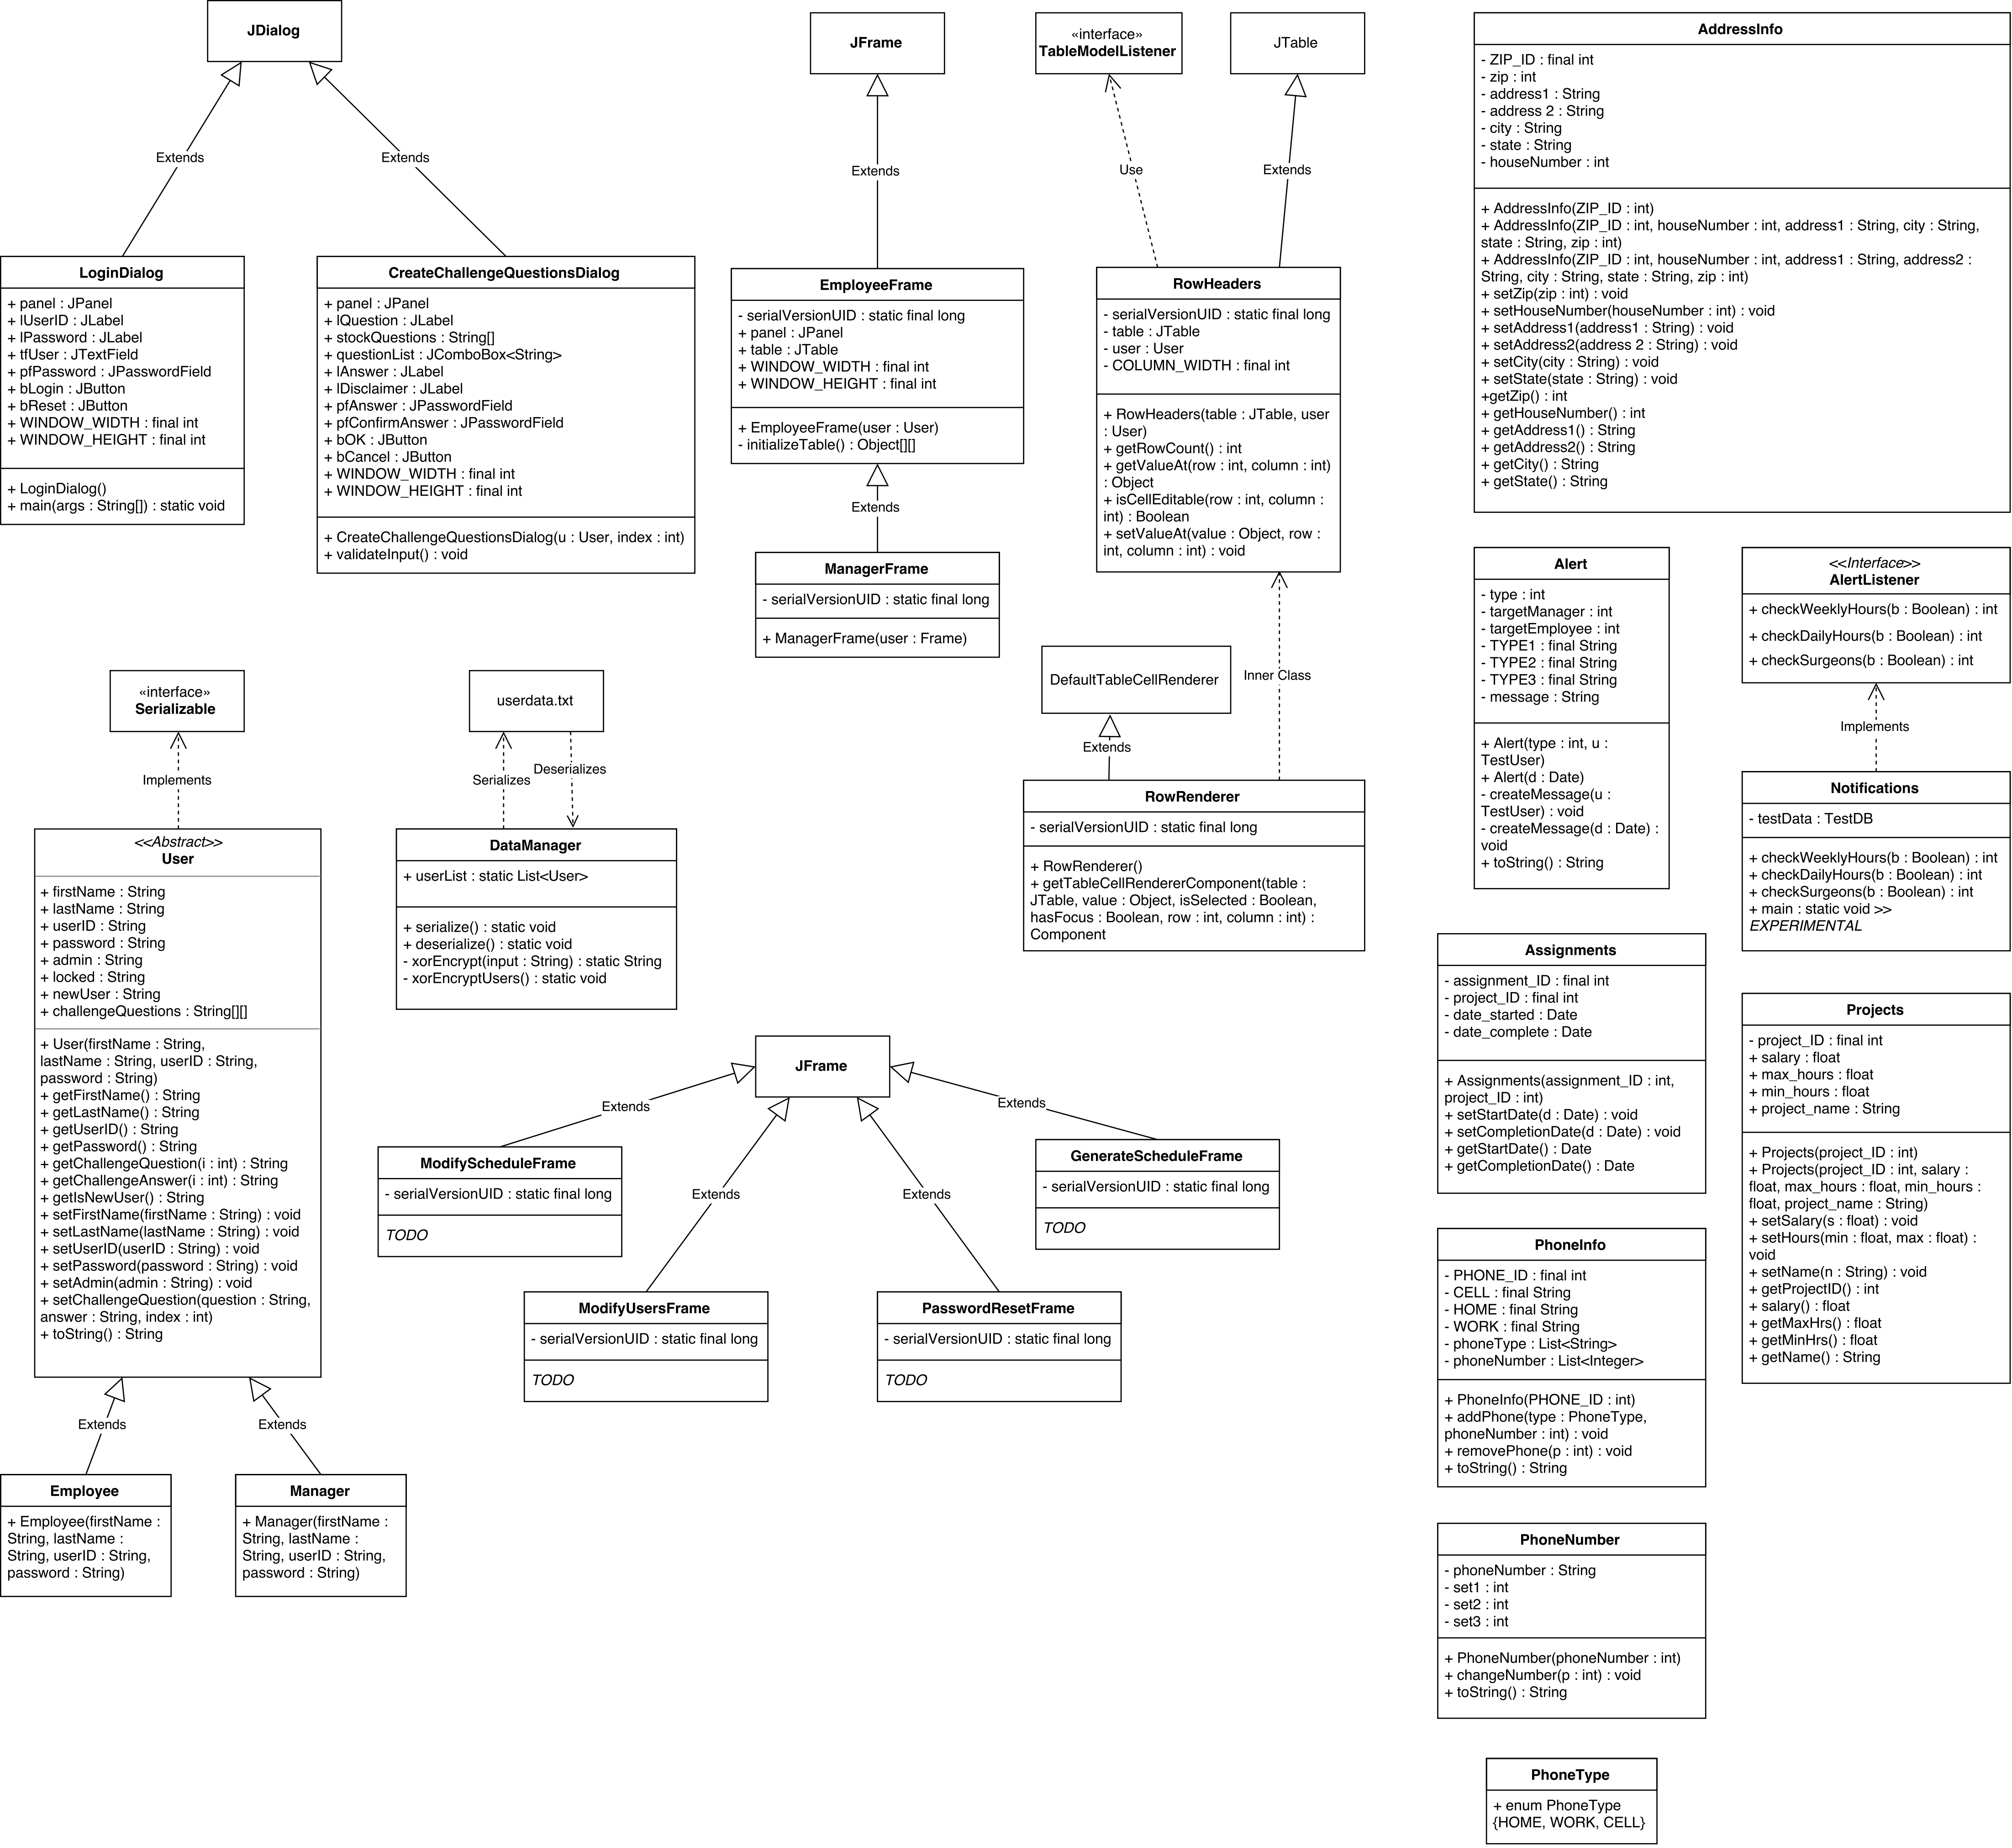 JDialog
Extends
Extends
LoginDialog
+ panel : JPanel
+ lUserID : JLabel
+ lPassword : JLabel
+ tfUser : JTextField
+ pfPassword : JPasswordField
+ bLogin : JButton
+ bReset : JButton
+ WINDOW_WIDTH : final int
+ WINDOW_HEIGHT : final int
+ LoginDialog()
+ main(args : String[]) : static void
CreateChallengeQuestionsDialog
+ panel : JPanel
+ lQuestion : JLabel
+ stockQuestions : String[]
+ questionList : JComboBox<String>
+ lAnswer : JLabel
+ lDisclaimer : JLabel
+ pfAnswer : JPasswordField
+ pfConfirmAnswer : JPasswordField
+ bOK : JButton
+ bCancel : JButton
+ WINDOW_WIDTH : final int
+ WINDOW_HEIGHT : final int
+ CreateChallengeQuestionsDialog(u : User, index : int)
+ validateInput() : void
JFrame
Extends
EmployeeFrame
- serialVersionUID : static final long
+ panel : JPanel
+ table : JTable
+ WINDOW_WIDTH : final int
+ WINDOW_HEIGHT : final int
+ EmployeeFrame(user : User)
- initializeTable() : Object[][]
Extends
ManagerFrame
- serialVersionUID : static final long
+ ManagerFrame(user : Frame)
«interface»
TableModelListener
JTable
Use
Extends
RowHeaders
- serialVersionUID : static final long
- table : JTable
- user : User
- COLUMN_WIDTH : final int
+ RowHeaders(table : JTable, user
: User)
+ getRowCount() : int
+ getValueAt(row : int, column : int)
: Object
+ isCellEditable(row : int, column :
int) : Boolean
+ setValueAt(value : Object, row :
int, column : int) : void
DefaultTableCellRenderer
Inner Class
Extends
RowRenderer
- serialVersionUID : static final long
+ RowRenderer()
+ getTableCellRendererComponent(table :
JTable, value : Object, isSelected : Boolean,
hasFocus : Boolean, row : int, column : int) :
Component
AddressInfo
- ZIP_ID : final int
- zip : int
- address1 : String
- address 2 : String
- city : String
- state : String
- houseNumber : int
+ AddressInfo(ZIP_ID : int)
+ AddressInfo(ZIP_ID : int, houseNumber : int, address1 : String, city : String,
state : String, zip : int)
+ AddressInfo(ZIP_ID : int, houseNumber : int, address1 : String, address2 :
String, city : String, state : String, zip : int)
+ setZip(zip : int) : void
+ setHouseNumber(houseNumber : int) : void
+ setAddress1(address1 : String) : void
+ setAddress2(address 2 : String) : void
+ setCity(city : String) : void
+ setState(state : String) : void
+getZip() : int
+ getHouseNumber() : int
+ getAddress1() : String
+ getAddress2() : String
+ getCity() : String
+ getState() : String
Alert
- type : int
- targetManager : int
- targetEmployee : int
- TYPE1 : final String
- TYPE2 : final String
- TYPE3 : final String
- message : String
+ Alert(type : int, u :
TestUser)
+ Alert(d : Date)
- createMessage(u :
TestUser) : void
- createMessage(d : Date) :
void
+ toString() : String
<<Interface>>
AlertListener
+ checkWeeklyHours(b : Boolean) : int
+ checkDailyHours(b : Boolean) : int
+ checkSurgeons(b : Boolean) : int
Implements
Notifications
- testData : TestDB
+ checkWeeklyHours(b : Boolean) : int
+ checkDailyHours(b : Boolean) : int
+ checkSurgeons(b : Boolean) : int
+ main : static void >>
EXPERIMENTAL
«interface»
Serializable
Implements
<<Abstract>>
User
+ firstName : String
+ lastName : String
+ userID : String
+ password : String
+ admin : String
+ locked : String
+ newUser : String
+ challengeQuestions : String[][]
+ User(firstName : String,
lastName : String, userID : String,
password : String)
+ getFirstName() : String
+ getLastName() : String
+ getUserID() : String
+ getPassword() : String
+ getChallengeQuestion(i : int) : String
+ getChallengeAnswer(i : int) : String
+ getIsNewUser() : String
+ setFirstName(firstName : String) : void
+ setLastName(lastName : String) : void
+ setUserID(userID : String) : void
+ setPassword(password : String) : void
+ setAdmin(admin : String) : void
+ setChallengeQuestion(question : String,
answer : String, index : int)
+ toString() : String
Extends
Extends
Employee
+ Employee(firstName :
String, lastName :
String, userID : String,
password : String)
Manager
+ Manager(firstName :
String, lastName :
String, userID : String,
password : String)
userdata.txt
Serializes
Deserializes
DataManager
+ userList : static List<User>
+ serialize() : static void
+ deserialize() : static void
- xorEncrypt(input : String) : static String
- xorEncryptUsers() : static void
JFrame
Extends
Extends
Extends
Extends
ModifyScheduleFrame
- serialVersionUID : static final long
TODO
GenerateScheduleFrame
- serialVersionUID : static final long
TODO
ModifyUsersFrame
- serialVersionUID : static final long
TODO
PasswordResetFrame
- serialVersionUID : static final long
TODO
Assignments
- assignment_ID : final int
- project_ID : final int
- date_started : Date
- date_complete : Date
+ Assignments(assignment_ID : int,
project_ID : int)
+ setStartDate(d : Date) : void
+ setCompletionDate(d : Date) : void
+ getStartDate() : Date
+ getCompletionDate() : Date
Projects
- project_ID : final int
+ salary : float
+ max_hours : float
+ min_hours : float
+ project_name : String
+ Projects(project_ID : int)
+ Projects(project_ID : int, salary :
float, max_hours : float, min_hours :
float, project_name : String)
+ setSalary(s : float) : void
+ setHours(min : float, max : float) :
void
+ setName(n : String) : void
+ getProjectID() : int
+ salary() : float
+ getMaxHrs() : float
+ getMinHrs() : float
+ getName() : String
PhoneInfo
- PHONE_ID : final int
- CELL : final String
- HOME : final String
- WORK : final String
- phoneType : List<String>
- phoneNumber : List<Integer>
+ PhoneInfo(PHONE_ID : int)
+ addPhone(type : PhoneType,
phoneNumber : int) : void
+ removePhone(p : int) : void
+ toString() : String
PhoneNumber
- phoneNumber : String
- set1 : int
- set2 : int
- set3 : int
+ PhoneNumber(phoneNumber : int)
+ changeNumber(p : int) : void
+ toString() : String
PhoneType
+ enum PhoneType
{HOME, WORK, CELL}